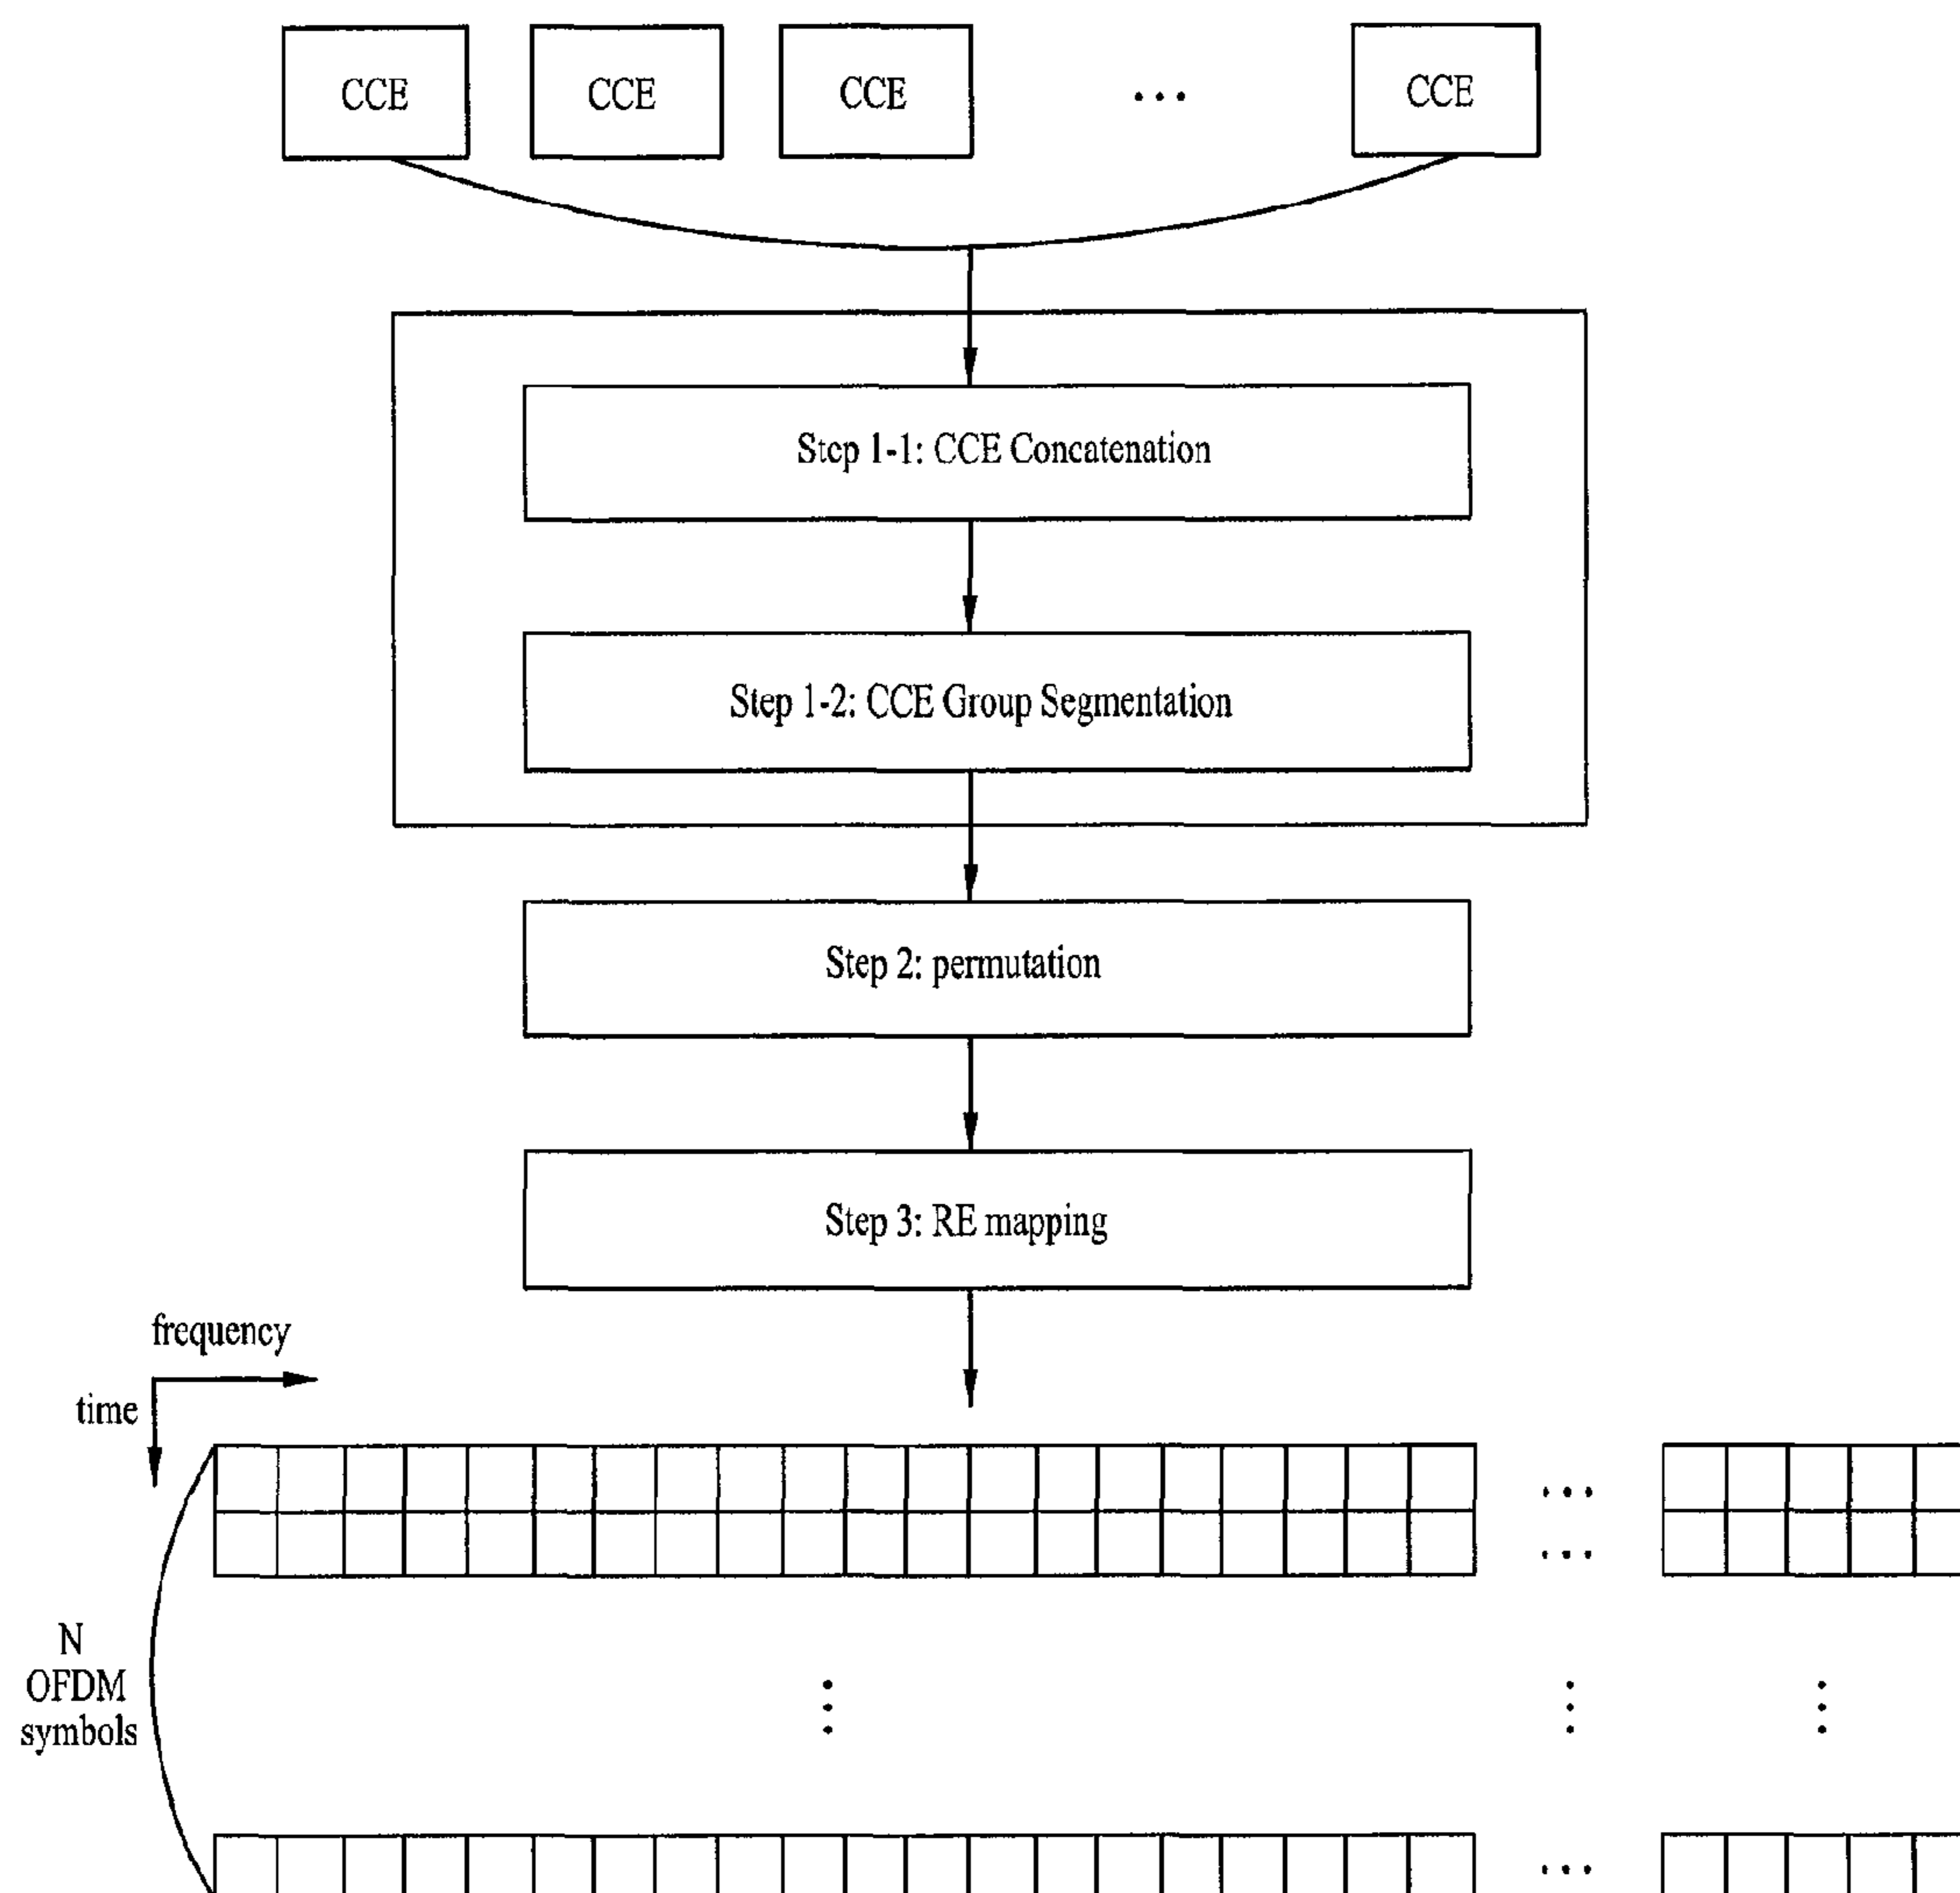 CCE CCE CCE ... CCE
Step 1-1: CCE Concatenation
Step 1-2: CCE Group Segmentation
Step 2: permutation
Step 3: RE mapping
frequency
time
...
...
N
OFDM
symbols
...